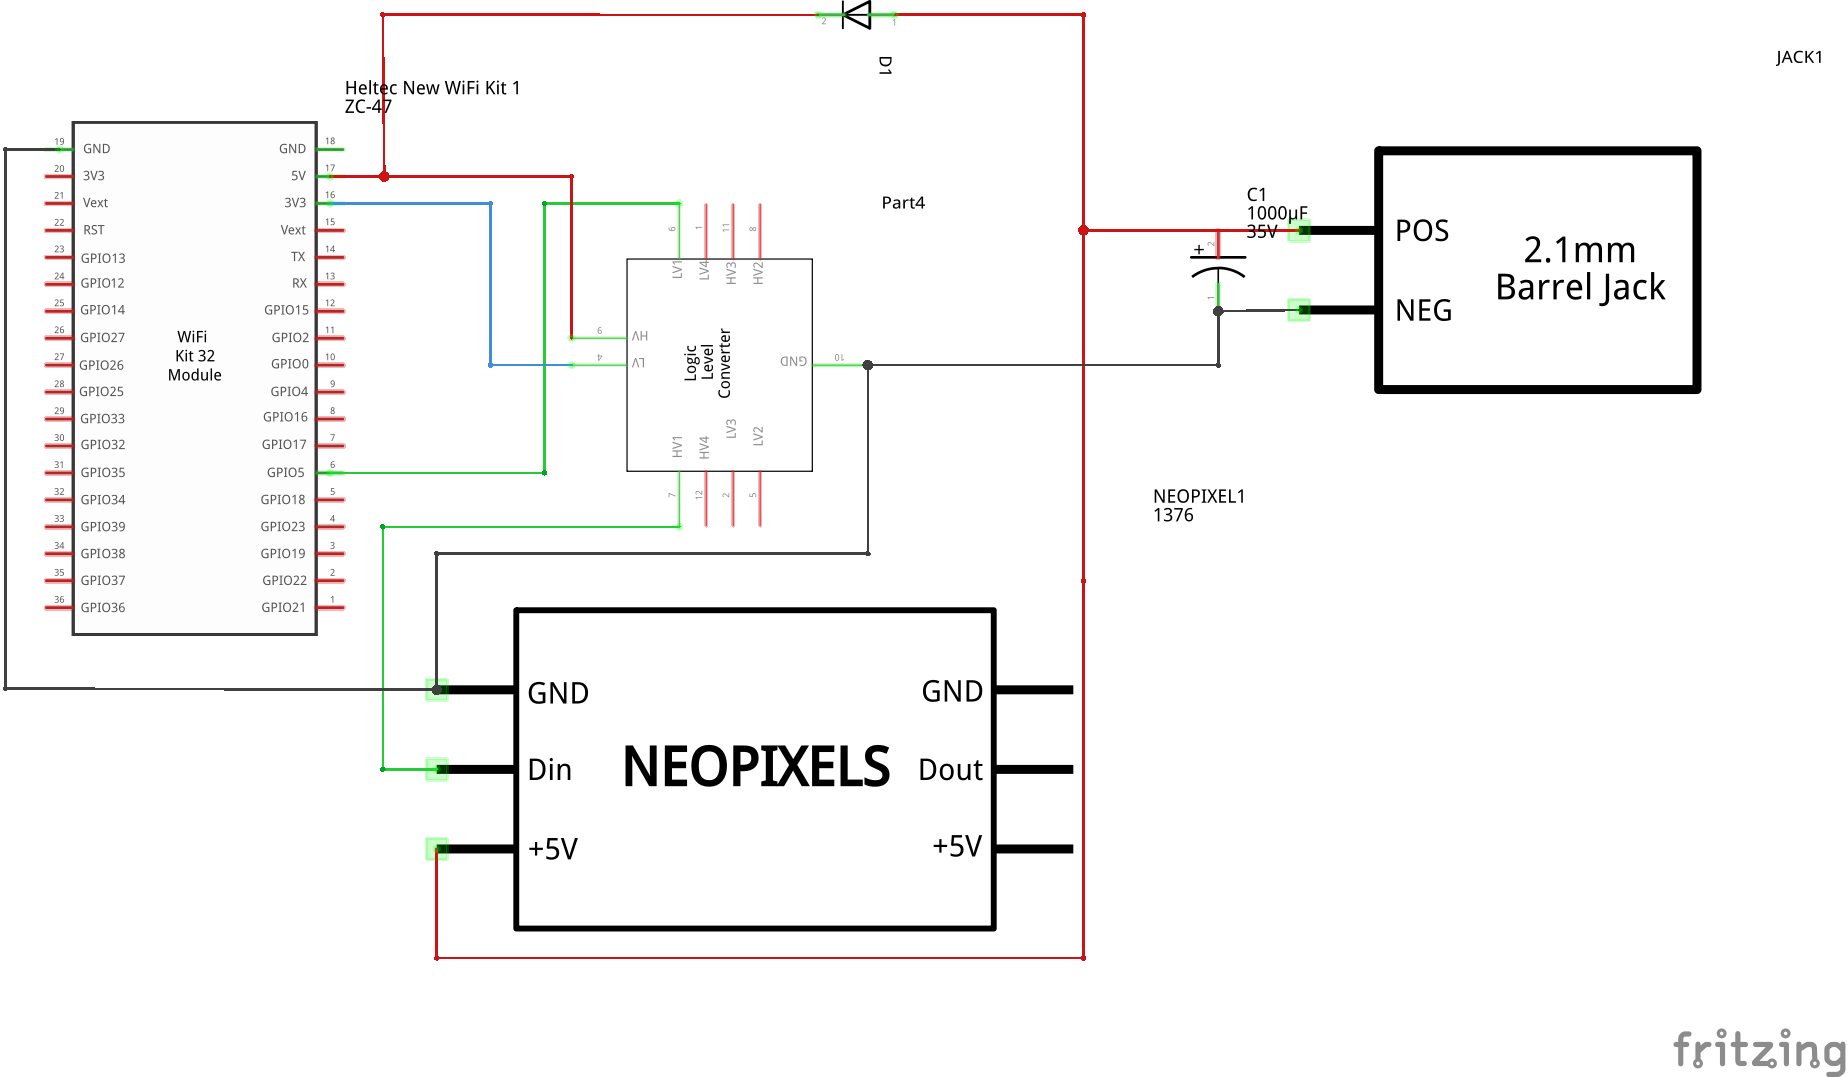 JACK1
2
1
D1
Heltec New WiFi Kit 1
ZC-47
19
GND
GND
18
20
3V3
5V
17
21
Vext
3V3
16
22
RST
Vext
15
23
GPIO13
TX
14
24
GPIO12
RX
13
25
GPIO14
GPIO15
12
26
GPIO27
GPIO2
11
27
GPIO26
GPIO0
10
28
GPIO25
GPIO4
9
29
GPIO33
GPIO16
8
30
GPIO32
GPIO17
7
31
GPIO35
GPIO5
6
32
GPIO34
GPIO18
5
33
GPIO39
GPIO23
4
34
GPIO38
GPIO19
3
35
GPIO37
GPIO22
2
36
GPIO36
GPIO21
1
WiFi
Kit 32
Module
Part4
6
1
11
8
LV1
LV4
HV3
HV2
9
HV
4
LV
Logic
Level
Converter
GND
10
HV1
HV4
LV3
LV2
7
12
2
5
C1
1000µF
35V
+
2
1
POS
NEG
2.1mm
Barrel Jack
NEOPIXEL1
1376
GND
Din
+5V
NEOPIXELS
GND
Dout
+5V
fritzing